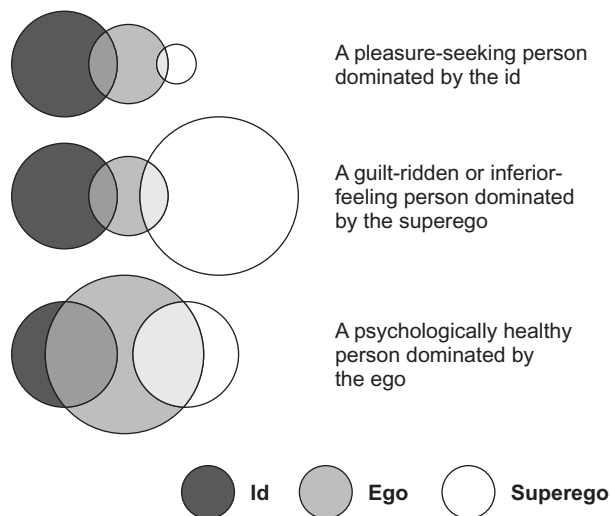 A pleasure-seeking person
dominated by the id
A guilt-ridden or inferior-
feeling person dominated
by the superego
A psychologically healthy
person dominated by
the ego
Id Ego Superego